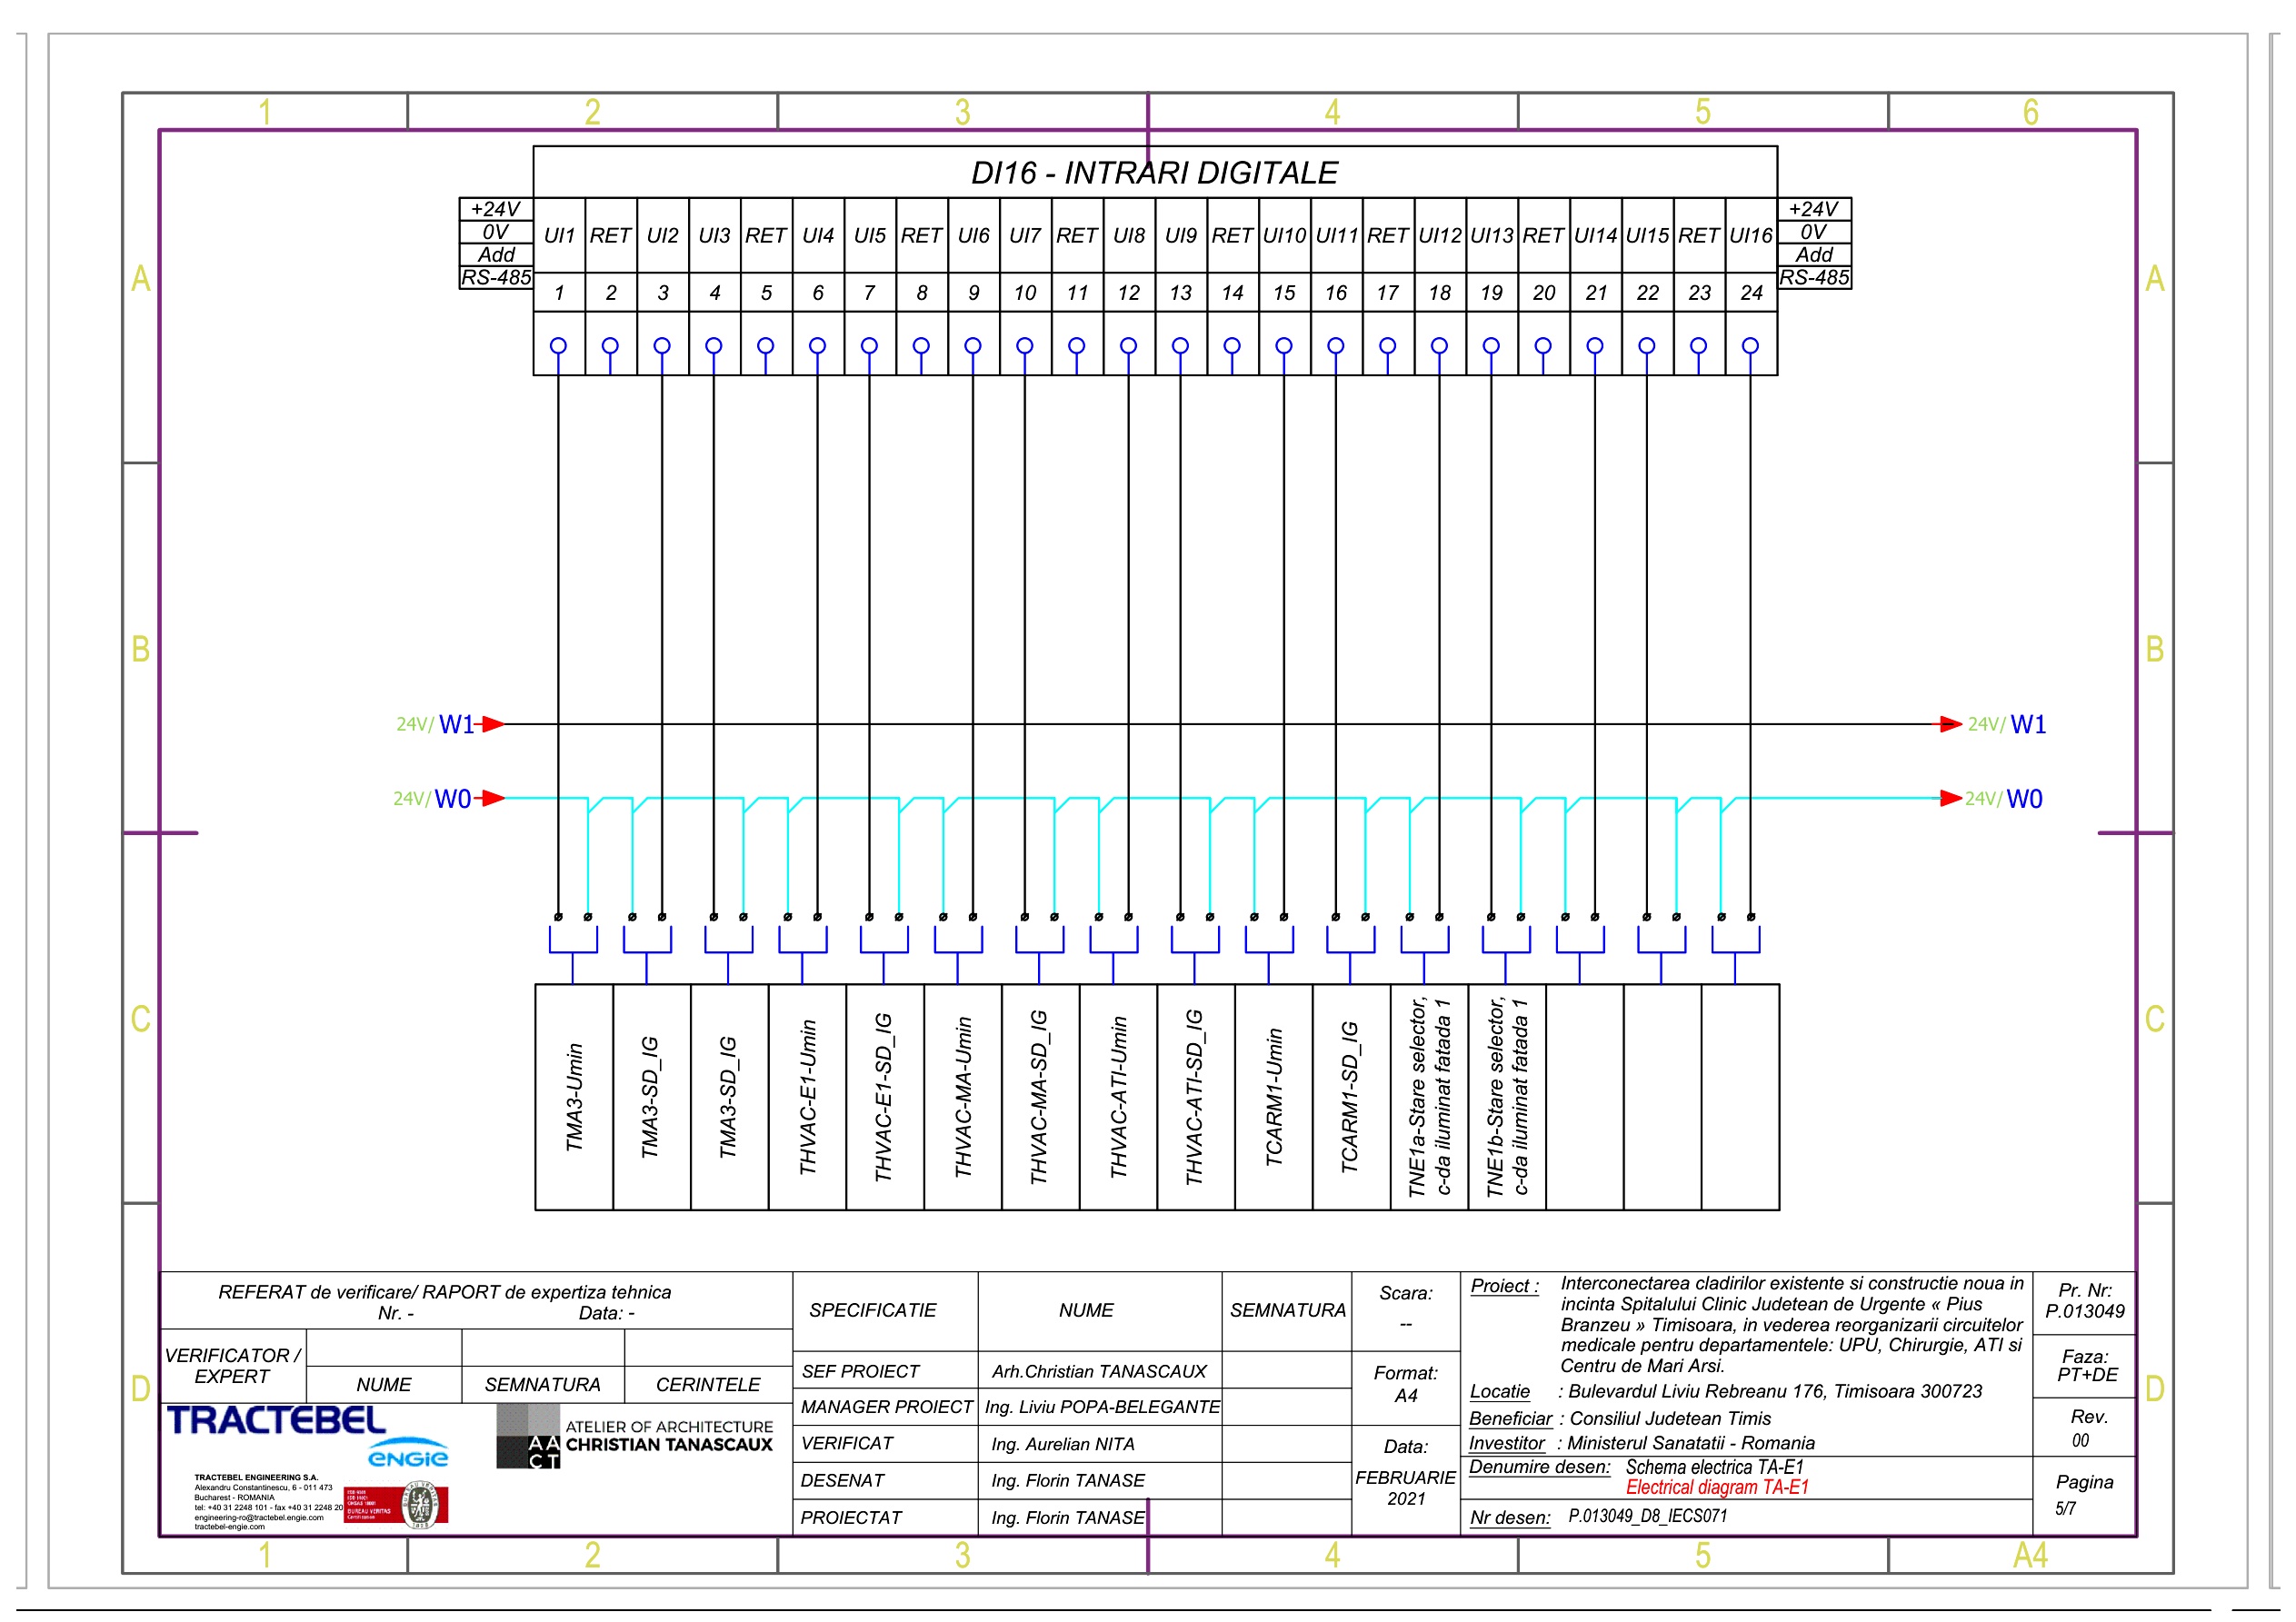 1 2 3 4 5 6
DI16 - INTRARI DIGITALE
+24V UI1 RET UI2 UI3 RET UI4 UI5 RET UI6 UI7 RET UI8 UI9 RET UI10 UI11 RET UI12 UI13 RET UI14 UI15 RET UI16 +24V
0V 0V
Add Add
RS-485 RS-485
1 2 3 4 5 6 7 8 9 10 11 12 13 14 15 16 17 18 19 20 21 22 23 24
A A
B B
24V/ W1 24V/ W1
24V/ W0 24V/ W0
C C
TMA3-Umin
TMA3-SD_IG
TMA3-SD_IG
THVAC-E1-Umin
THVAC-E1-SD_IG
THVAC-MA-Umin
THVAC-MA-SD_IG
THVAC-ATI-Umin
THVAC-ATI-SD_IG
TCARM1-Umin
TCARM1-SD_IG
TNE1a-Stare selector,
c-da iluminat fatada 1
TNE1b-Stare selector,
c-da iluminat fatada 1
D D
REFERAT de verificare/ RAPORT de expertiza tehnica
Nr. - Data: -
VERIFICATOR /
EXPERT
NUME SEMNATURA CERINTELE
TRACTEBEL
ENGIE
TRACTEBEL ENGINEERING S.A.
Alexandru Constantinescu, 6 - 011 473
Bucharest - ROMANIA
tel: +40 31 2248 101 - fax +40 31 2248 20
engineering-ro@tractebel.engie.com
tractebel-engie.com
BUREAU VERITAS
Certification
AA
CT
ATELIER OF ARCHITECTURE
CHRISTIAN TANASCAUX
SPECIFICATIE NUME SEMNATURA
SEF PROIECT Arh.Christian TANASCAUX
MANAGER PROIECT Ing. Liviu POPA-BELEGANTE
VERIFICAT Ing. Aurelian NITA
DESENAT Ing. Florin TANASE
PROIECTAT Ing. Florin TANASE
Scara:
--
Format:
A4
Data:
FEBRUARIE
2021
Proiect : Interconectarea cladirilor existente si constructie noua in
incinta Spitalului Clinic Judetean de Urgente « Pius
Branzeu » Timisoara, in vederea reorganizarii circuitelor
medicale pentru departamentele: UPU, Chirurgie, ATI si
Centru de Mari Arsi.
Locatie : Bulevardul Liviu Rebreanu 176, Timisoara 300723
Beneficiar : Consiliul Judetean Timis
Investitor : Ministerul Sanatatii - Romania
Denumire desen: Schema electrica TA-E1
Electrical diagram TA-E1
Nr desen: P.013049_D8_IECS071
Pr. Nr:
P.013049
Faza:
PT+DE
Rev.
00
Pagina
5/7
1 2 3 4 5 A4